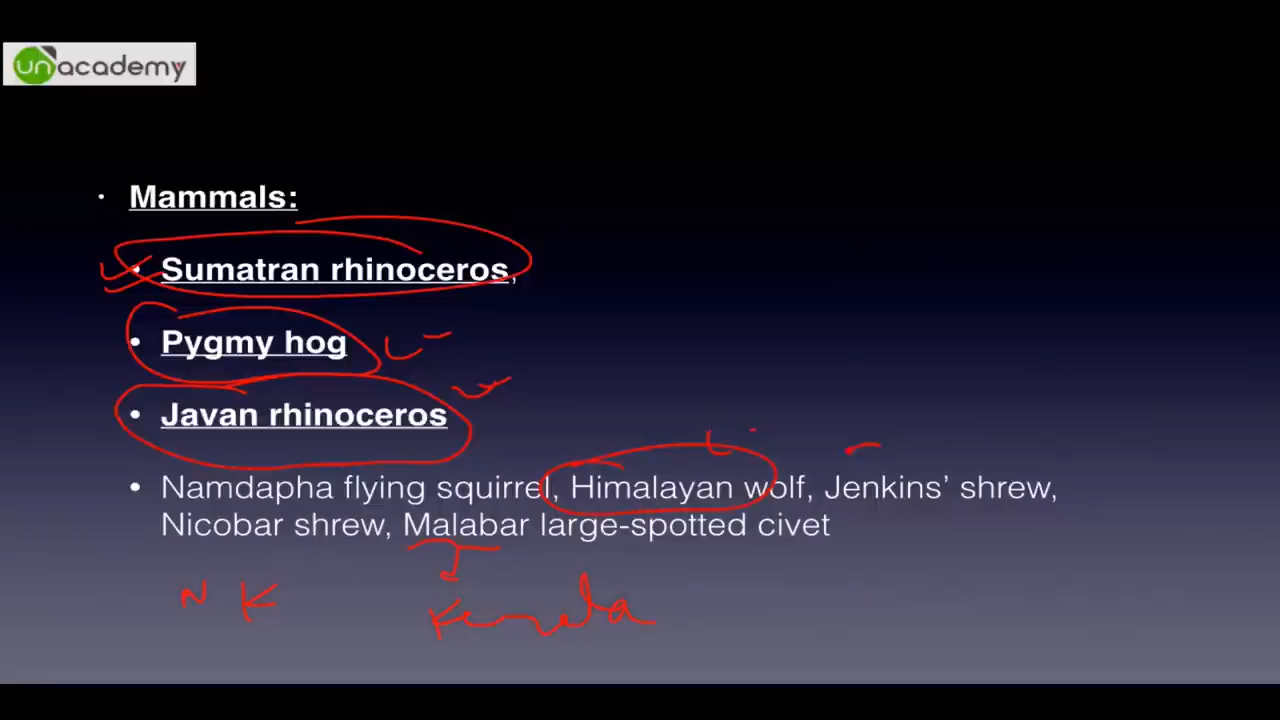 unacademy
· Mammals:
• Sumatran rhinoceros,
• Pygmy hog
• Javan rhinoceros
• Namdapha flying squirrel, Himalayan wolf, Jenkins' shrew,
Nicobar shrew, Malabar large-spotted civet
N K
Kerala